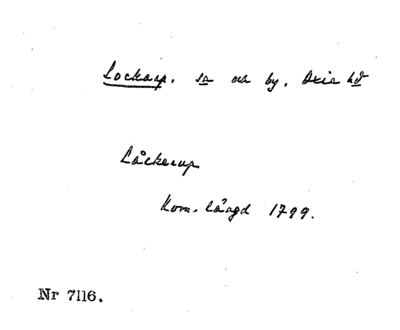 Lockarp. sn och by. Oxie hd
Låckerup
Kom. längd 1799.
Nr 7116.